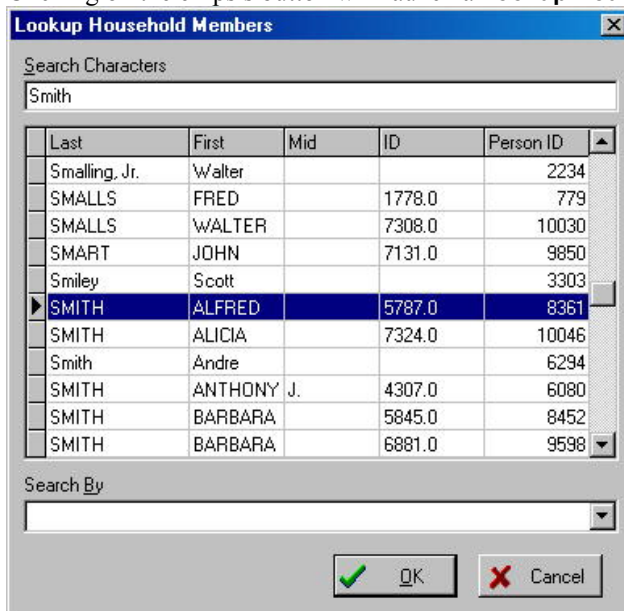 Lookup Household Members
Search Characters
Smith
Last First Mid ID Person ID
Smalling, Jr. Walter 2234
SMALLS FRED 1778.0 779
SMALLS WALTER 7308.0 10030
SMART JOHN 7131.0 9850
Smiley Scott 3303
SMITH ALFRED 5787.0 8361
SMITH ALICIA 7324.0 10046
Smith Andre 6294
SMITH ANTHONY J. 4307.0 6080
SMITH BARBARA 5845.0 8452
SMITH BARBARA 6881.0 9598
Search By
OK Cancel